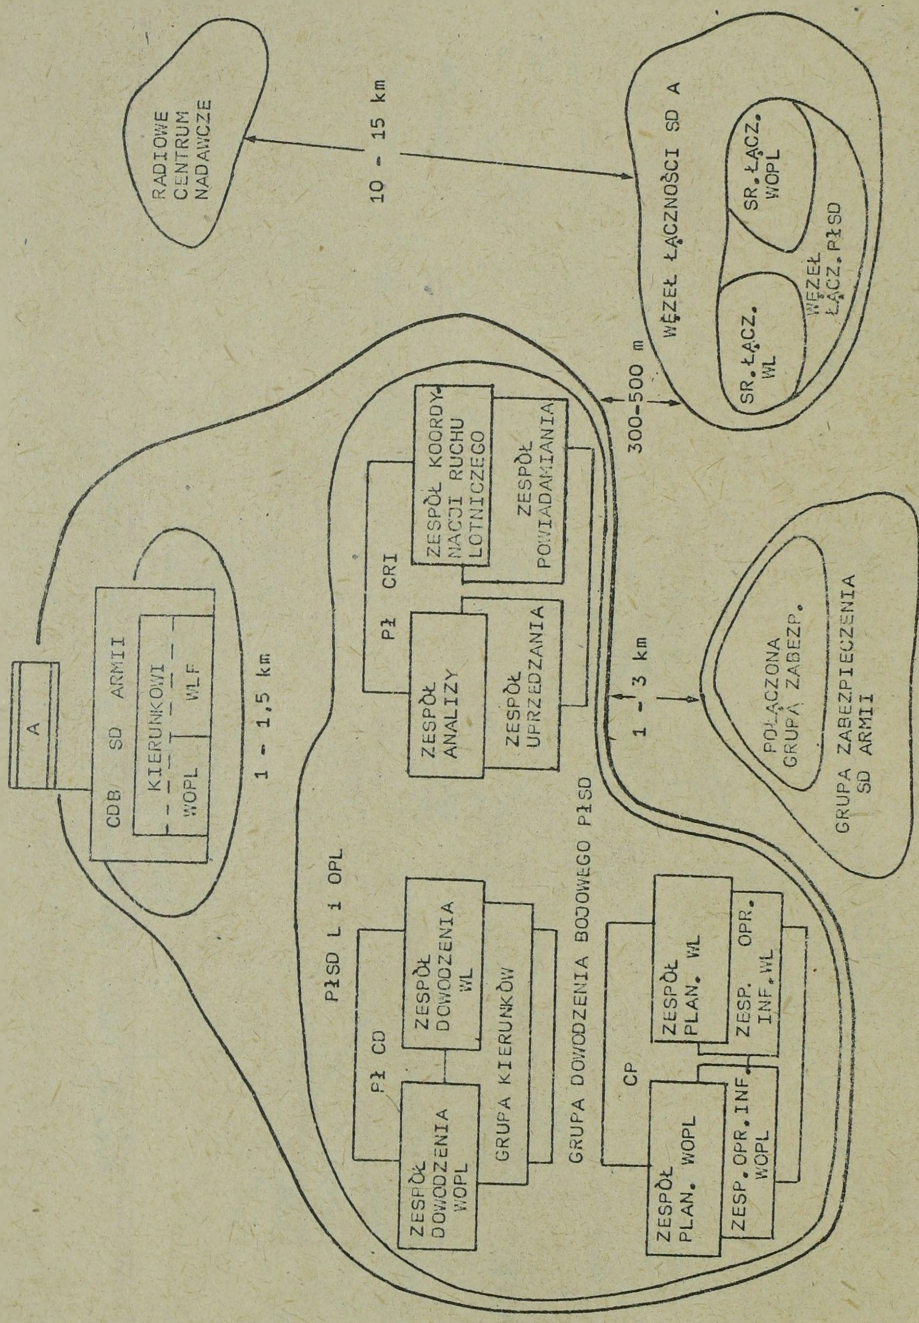 A
CDB SD ARMII
KIERUNKOWI
WOPL
WLF
1 - 1,5 km
RADIOWE
CENTRUM
NADAWCZE
10 - 15 km
PŁSD L i OPL
PŁ CD
ZESPÓŁ
DOWODZENIA
WOPL
ZESPÓŁ
DOWODZENIA
WL
GRUPA KIERUNKÓW
PŁ CRI
ZESPÓŁ
ANALIZY
ZESPÓŁ
UPRZEDZANIA
ZESPÓŁ KOORDY-
NACJI RUCHU
LOTNICZEGO
ZESPÓŁ
POWIADAMIANIA
GRUPA DOWODZENIA BOJOWEGO PŁSD
CP
ZESPÓŁ
PLAN. WOPL
ZESP.OPR.INF.
WOPL
ZESPÓŁ
PLAN. WL
ZESP. OPR.
INF.WL
1 - 3 km
300-500 m
POŁĄCZONA
GRUPA ZABEZP.
GRUPA ZABEZPIECZENIA
SD ARMII
WĘZEŁ ŁĄCZNOŚCI SD A
SR.ŁĄCZ.
WL
SR.ŁĄCZ.
WOPL
WĘZEŁ
ŁĄCZ.PŁSD